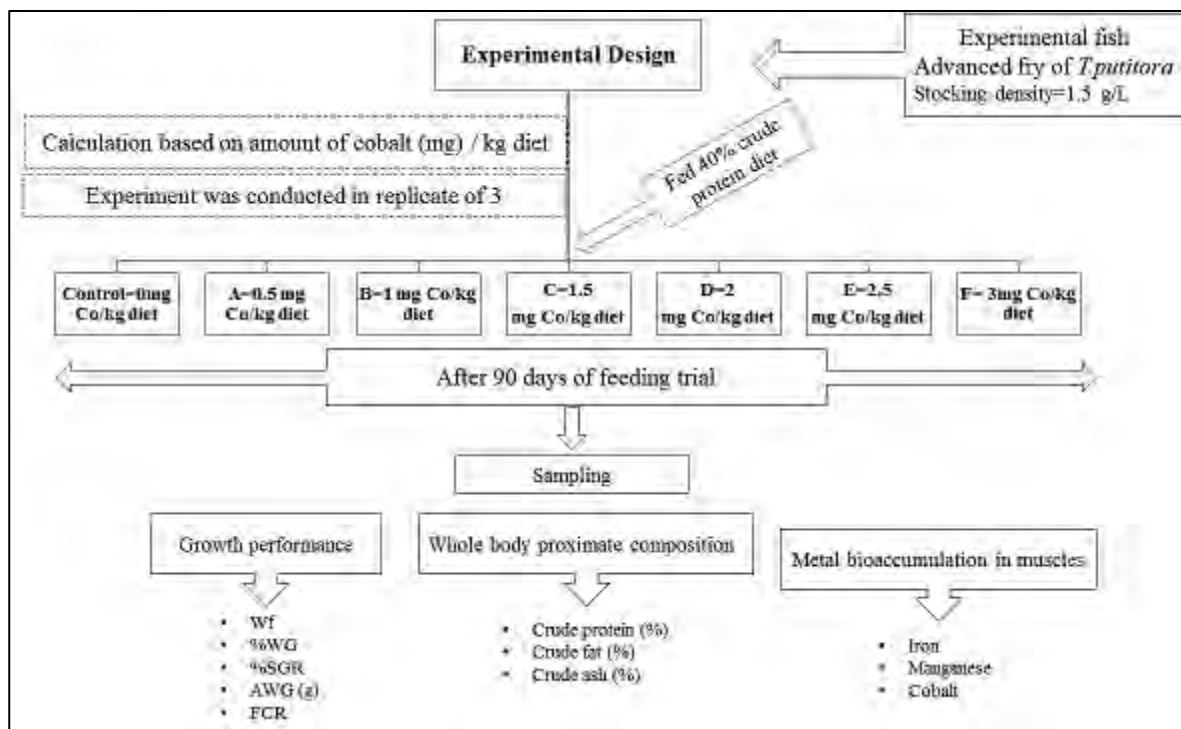 Experimental Design
Experimental fish
Advanced fry of T.putitora
Stocking density=1.5 g/L
Calculation based on amount of cobalt (mg) / kg diet
Experiment was conducted in replicate of 3
Fed 40% crude
protein diet
Control=0mg
Co/kg diet
A=0.5 mg
Co/kg diet
B=1 mg Co/kg
diet
C=1.5
mg Co/kg diet
D=2
mg Co/kg diet
E=2.5
mg Co/kg diet
F= 3mg Co/kg
diet
After 90 days of feeding trial
Sampling
Growth performance
• Wf
• %WG
• %SGR
• AWG (g)
• FCR
Whole body proximate composition
• Crude protein (%)
• Crude fat (%)
• Crude ash (%)
Metal bioaccumulation in muscles
• Iron
• Manganese
• Cobalt